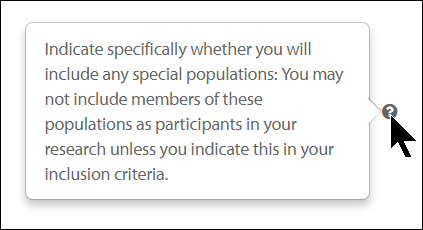 Indicate specifically whether you will
include any special populations: You may
not include members of these
populations as participants in your
research unless you indicate this in your
inclusion criteria.
?